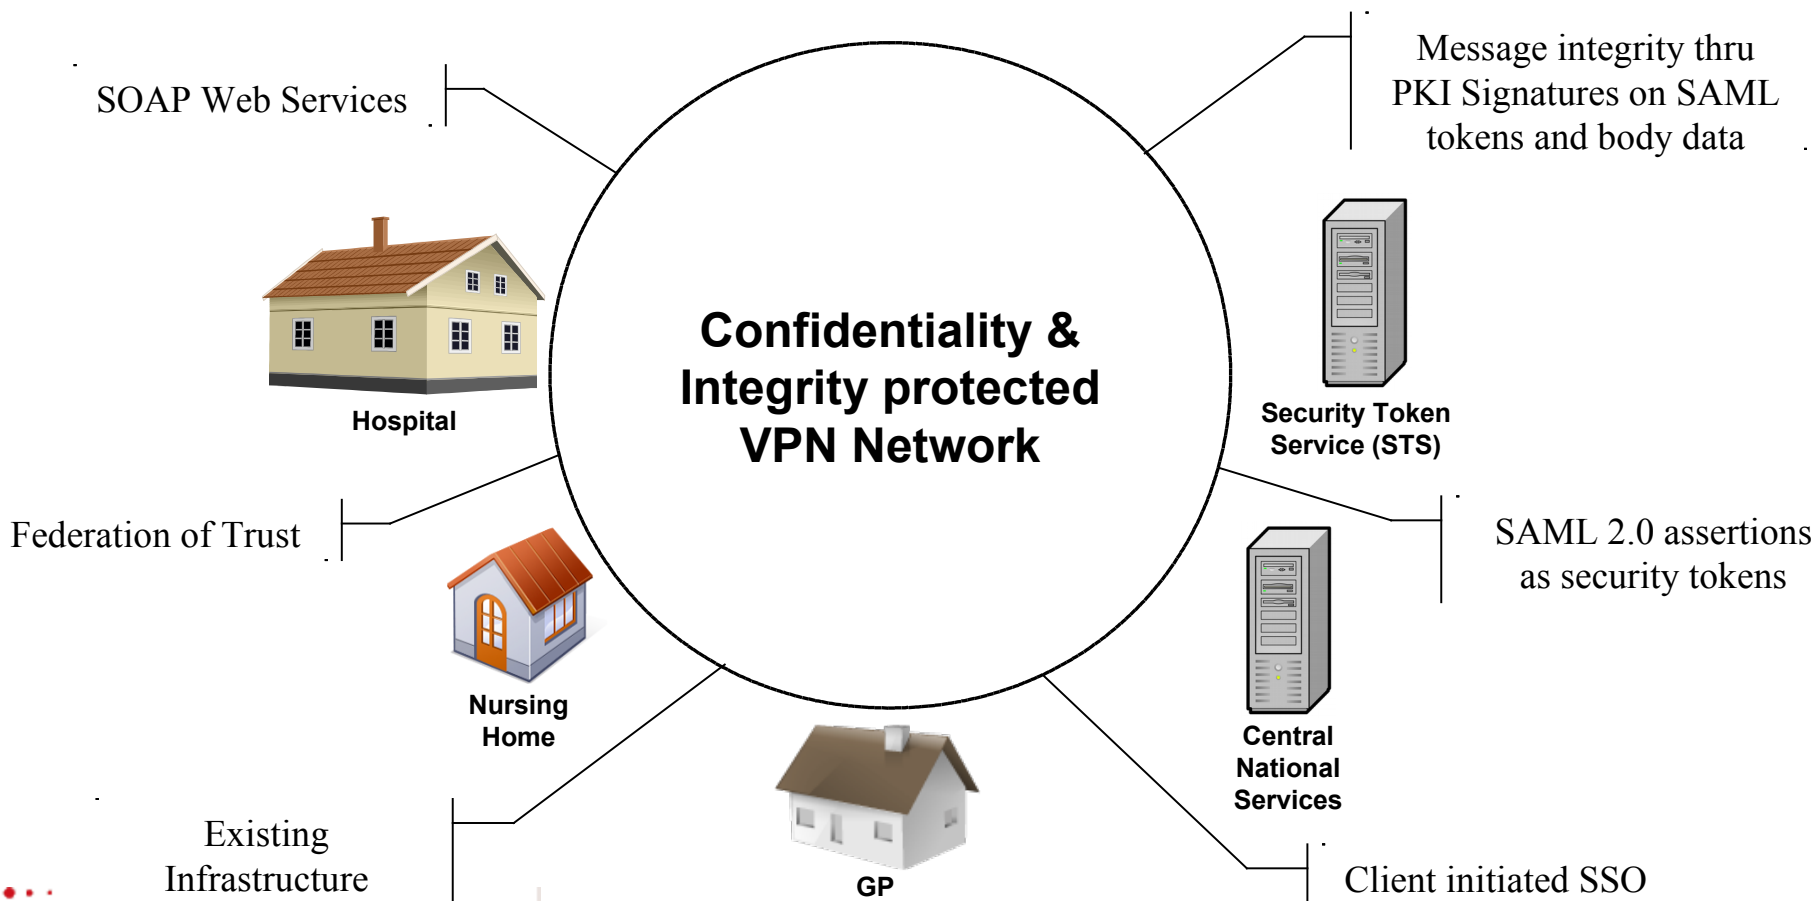 SOAP Web Services
Message integrity thru
PKI Signatures on SAML
tokens and body data
Confidentiality &
Integrity protected
VPN Network
Hospital
Security Token
Service (STS)
Federation of Trust
SAML 2.0 assertions
as security tokens
Nursing
Home
Central
National
Services
Existing
Infrastructure
GP
Client initiated SSO